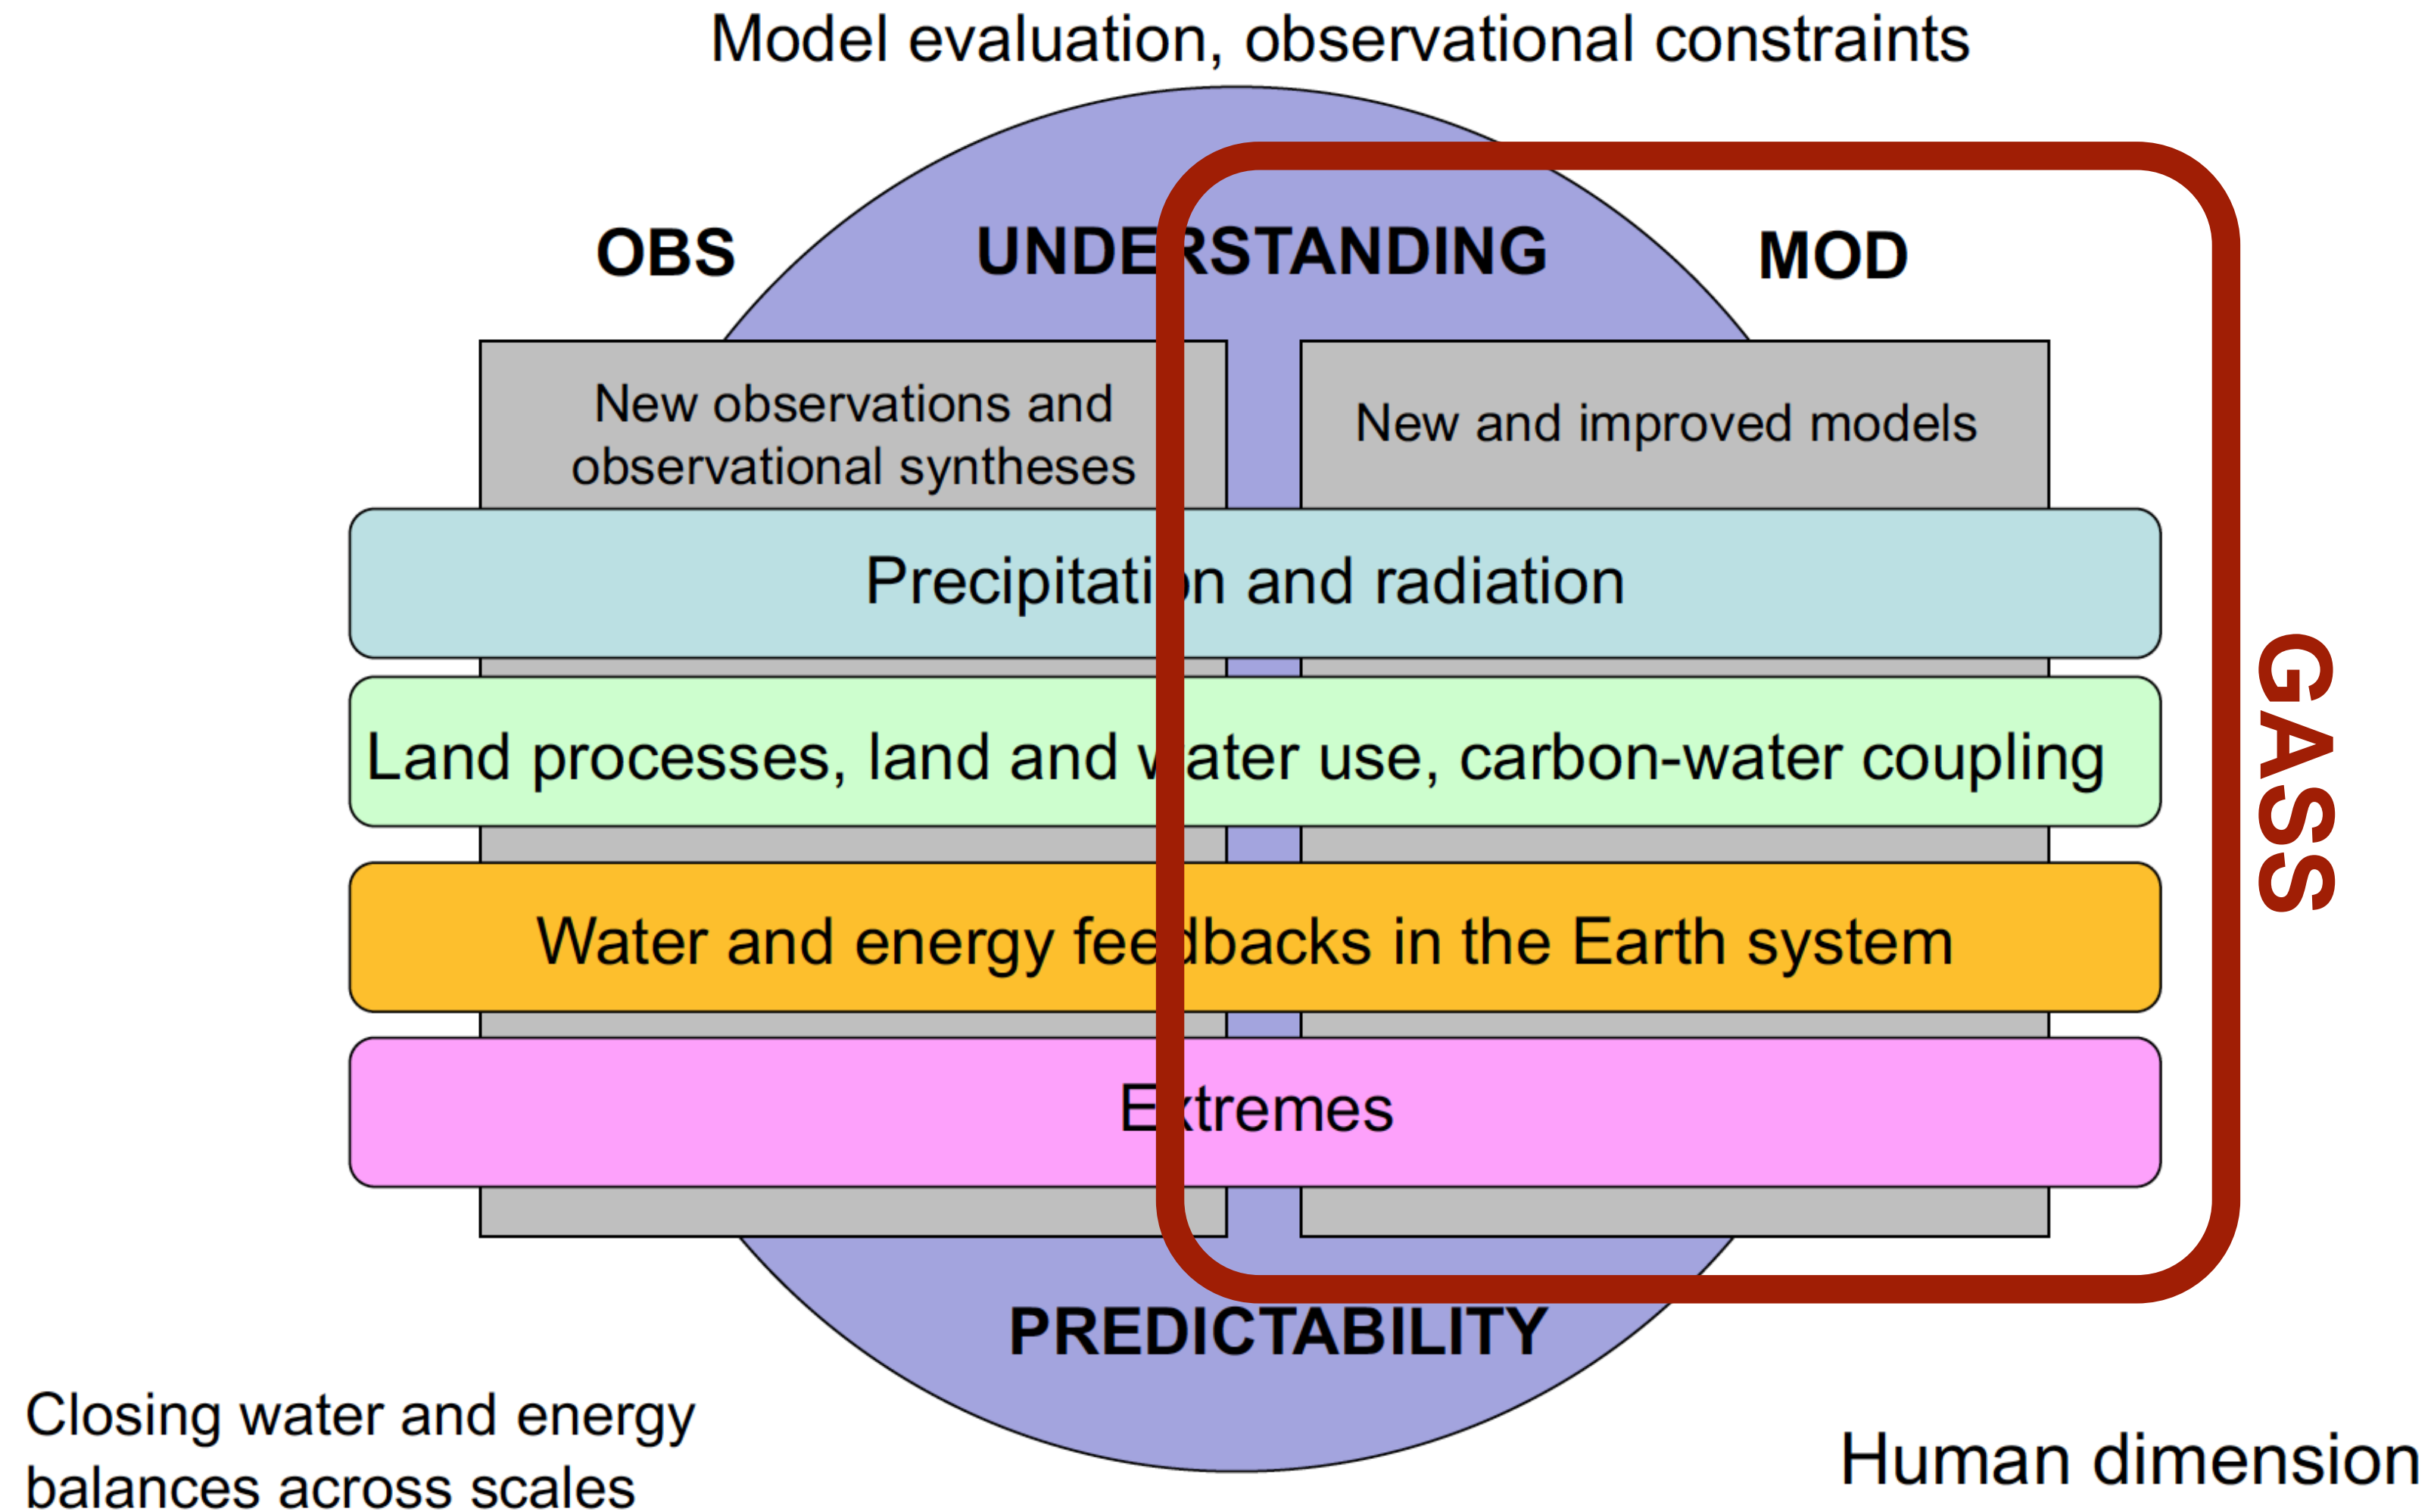 Model evaluation, observational constraints
OBS
UNDERSTANDING
MOD
New observations and
observational syntheses
New and improved models
Precipitation and radiation
Land processes, land and water use, carbon-water coupling
Water and energy feedbacks in the Earth system
Extremes
GASS
PREDICTABILITY
Closing water and energy
balances across scales
Human dimension